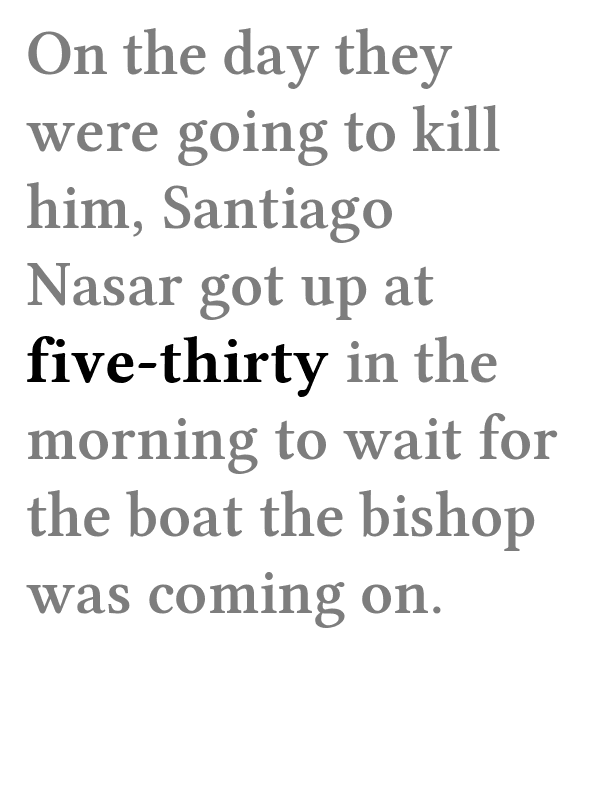 On the day they
were going to kill
him, Santiago
Nasar got up at
five-thirty in the
morning to wait for
the boat the bishop
was coming on.